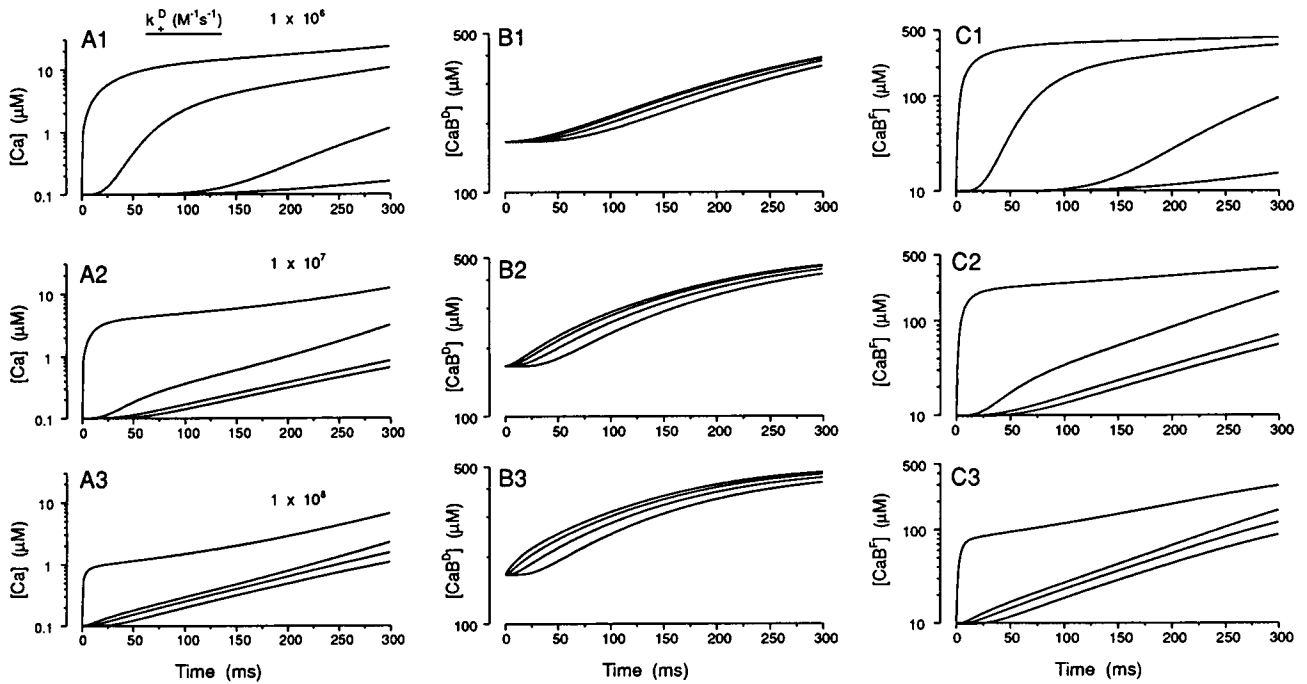 k₊ᴰ (M⁻¹s⁻¹)
1 x 10⁶
A1
[Ca] (μM)
10
1
0.1
0 50 100 150 200 250 300
B1
[CaBᴰ] (μM)
500
100
0 50 100 150 200 250 300
C1
[CaBᶠ] (μM)
500
100
10
0 50 100 150 200 250 300
A2
1 x 10⁷
[Ca] (μM)
10
1
0.1
0 50 100 150 200 250 300
B2
[CaBᴰ] (μM)
500
100
0 50 100 150 200 250 300
C2
[CaBᶠ] (μM)
500
100
10
0 50 100 150 200 250 300
A3
1 x 10⁸
[Ca] (μM)
10
1
0.1
0 50 100 150 200 250 300
Time (ms)
B3
[CaBᴰ] (μM)
500
100
0 50 100 150 200 250 300
Time (ms)
C3
[CaBᶠ] (μM)
500
100
10
0 50 100 150 200 250 300
Time (ms)